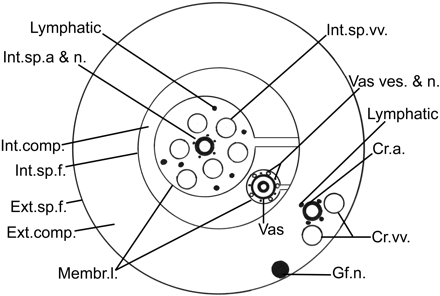 Lymphatic
Int.sp.vv.
Int.sp.a & n.
Vas ves. & n.
Lymphatic
Int.comp.
Cr.a.
Int.sp.f.
Ext.sp.f.
Ext.comp.
Vas
Cr.vv.
Membr.l.
Gf.n.